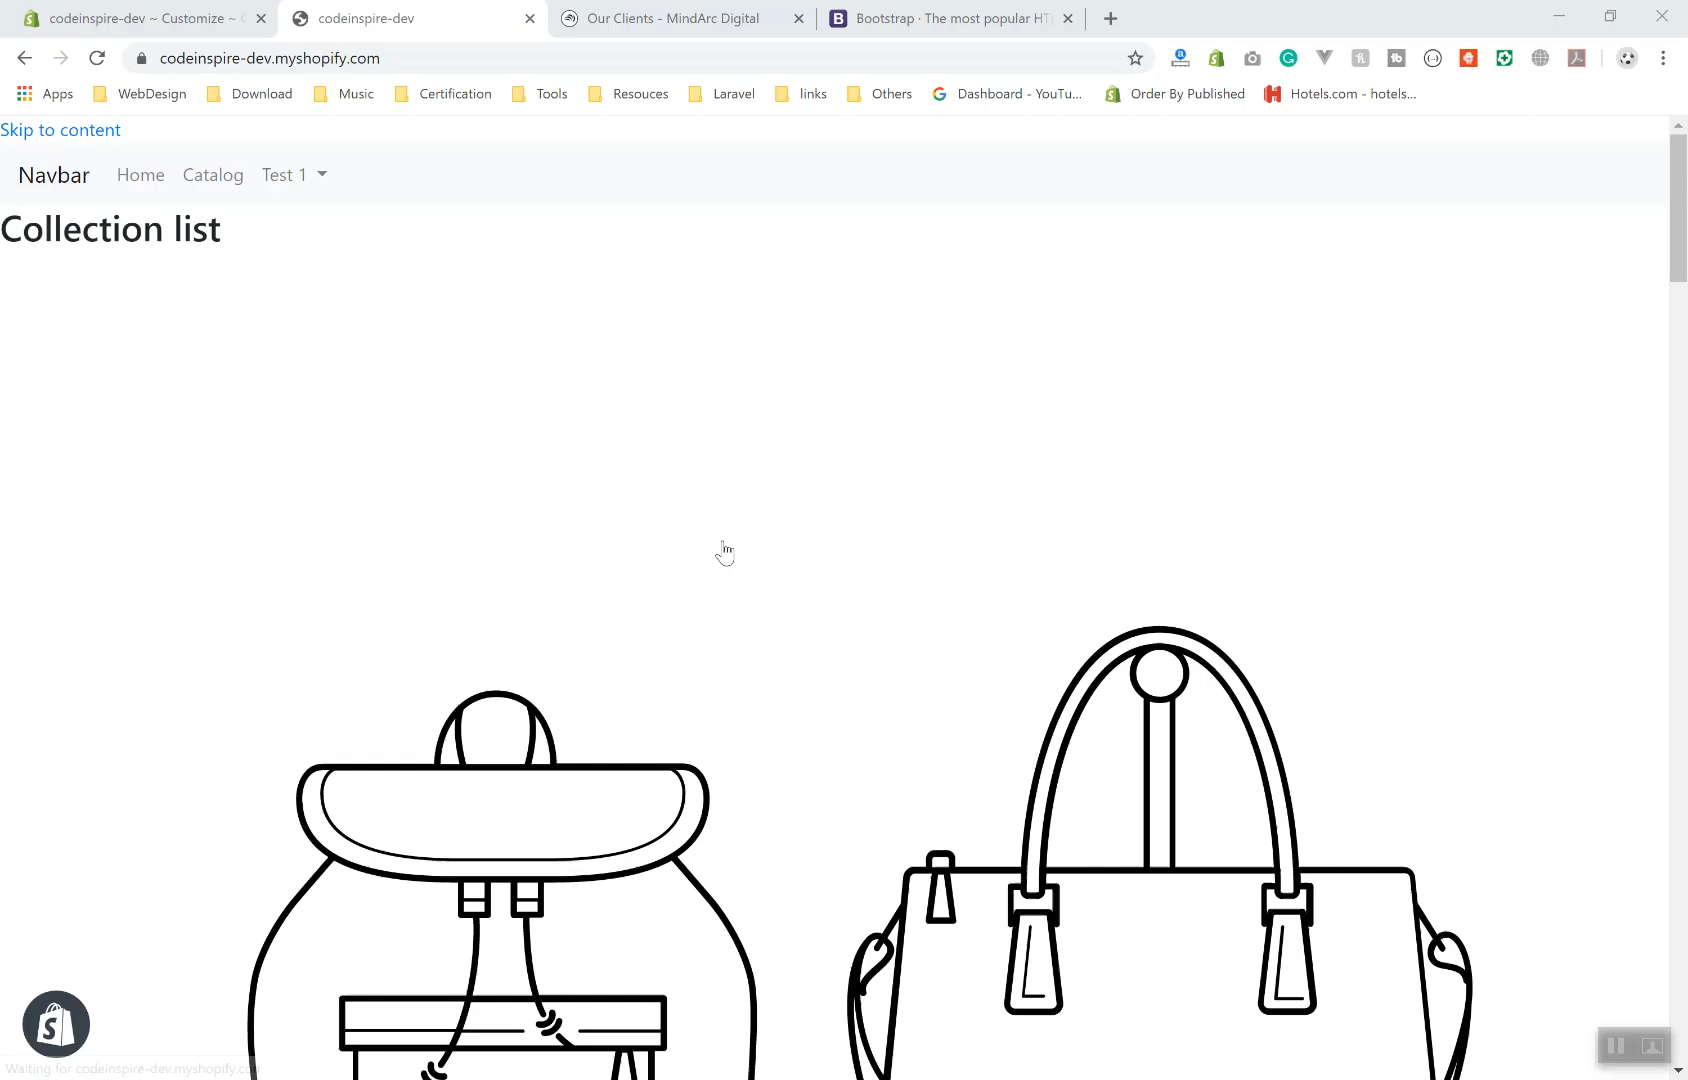 codeinspire-dev ~ Customize ~
codeinspire-dev
Our Clients - MindArc Digital
Bootstrap · The most popular HT
codeinspire-dev.myshopify.com
Apps
WebDesign
Download
Music
Certification
Tools
Resouces
Laravel
links
Others
Dashboard - YouTu...
Order By Published
Hotels.com - hotels...
Skip to content
Navbar
Home
Catalog
Test 1
Collection list
Waiting for codeinspire-dev.myshopify.com